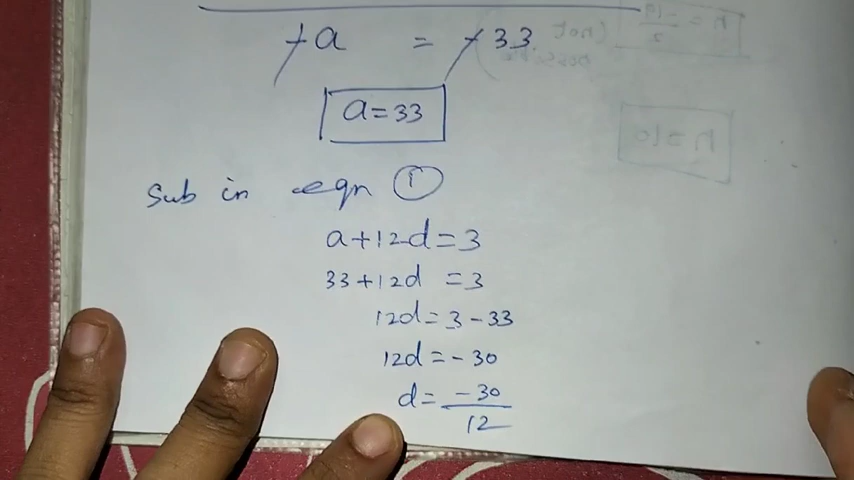 -a = -33
a=33
Sub in eqn ①
a+12d=3
33+12d =3
12d=3-33
12d=-30
d= -30/12